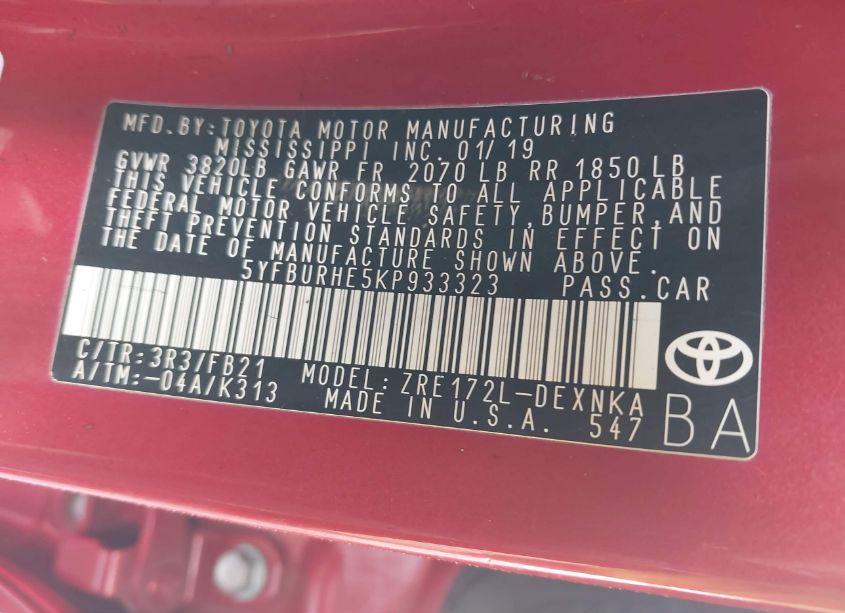 MFD.BY:TOYOTA MOTOR MANUFACTURING
MISSISSIPPI INC. 01/19
GVWR 3820LB GAWR FR 2070 LB RR 1850 LB
THIS VEHICLE CONFORMS TO ALL APPLICABLE
FEDERAL MOTOR VEHICLE SAFETY,BUMPER,AND
THEFT PREVENTION STANDARDS IN EFFECT ON
THE DATE OF MANUFACTURE SHOWN ABOVE.
5YFBURHE5KP933323 PASS.CAR
C/TR:3R3/FB21 MODEL: ZRE172L-DEXNKA
A/TM:-04A/K313 MADE IN U.S.A. 547
BA